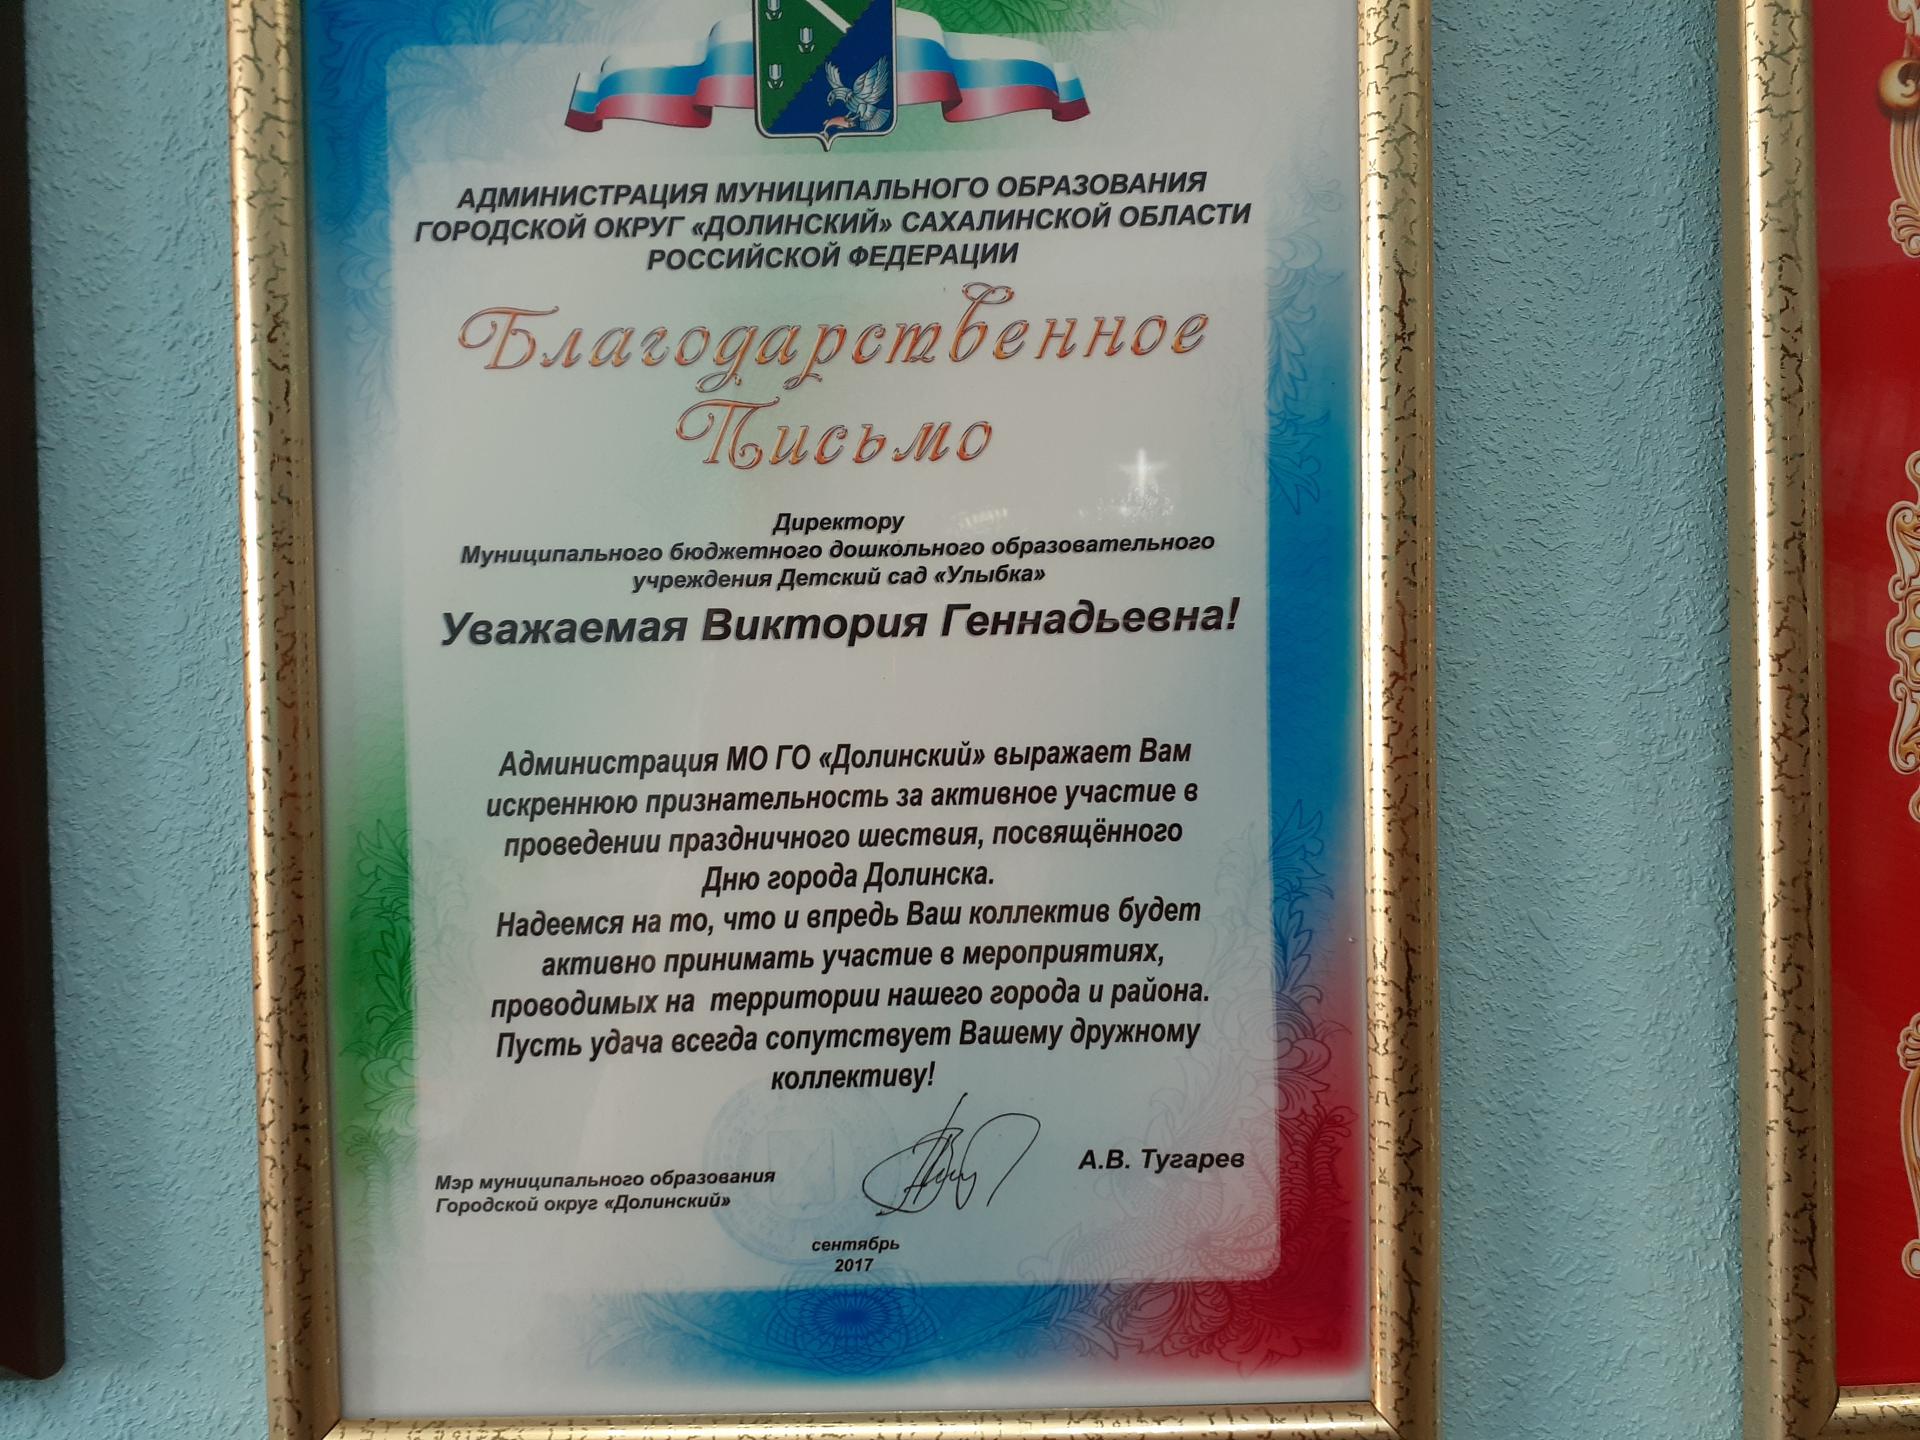 АДМИНИСТРАЦИЯ МУНИЦИПАЛЬНОГО ОБРАЗОВАНИЯ
ГОРОДСКОЙ ОКРУГ «ДОЛИНСКИЙ» САХАЛИНСКОЙ ОБЛАСТИ
РОССИЙСКОЙ ФЕДЕРАЦИИ
Благодарственное
Письмо
Директору
Муниципального бюджетного дошкольного образовательного
учреждения Детский сад «Улыбка»
Уважаемая Виктория Геннадьевна!
Администрация МО ГО «Долинский» выражает Вам
искреннюю признательность за активное участие в
проведении праздничного шествия, посвящённого
Дню города Долинска.
Надеемся на то, что и впредь Ваш коллектив будет
активно принимать участие в мероприятиях,
проводимых на территории нашего города и района.
Пусть удача всегда сопутствует Вашему дружному
коллективу!
Мэр муниципального образования
Городской округ «Долинский»
А.В. Тугарев
сентябрь
2017